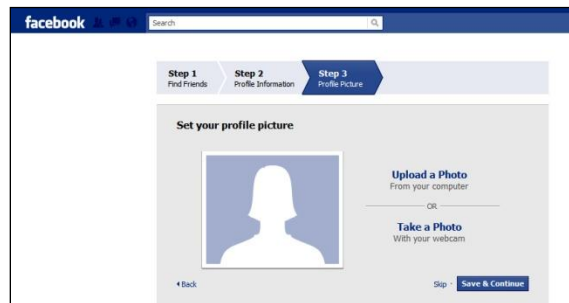 facebook Search
Step 1 Step 2 Step 3
Find Friends Profile Information Profile Picture
Set your profile picture
Upload a Photo
From your computer
OR
Take a Photo
With your webcam
Back Skip · Save & Continue